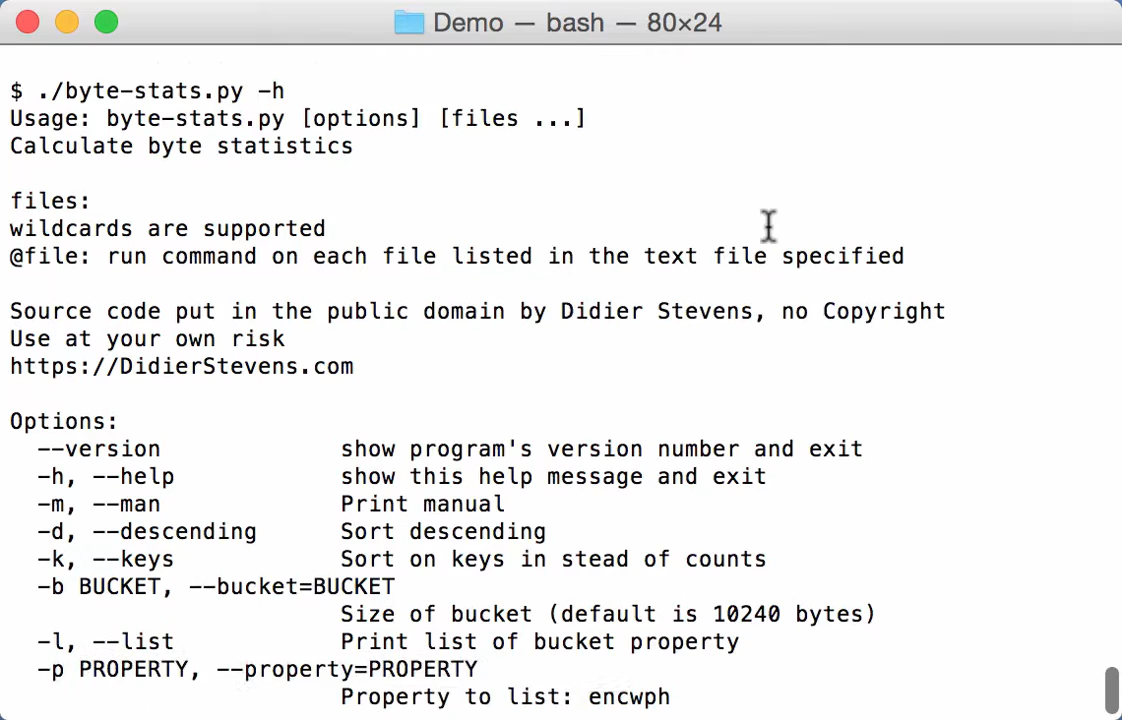 Demo — bash — 80×24
$ ./byte-stats.py -h
Usage: byte-stats.py [options] [files ...]
Calculate byte statistics
files:
wildcards are supported
@file: run command on each file listed in the text file specified
Source code put in the public domain by Didier Stevens, no Copyright
Use at your own risk
https://DidierStevens.com
Options:
--version show program's version number and exit
-h, --help show this help message and exit
-m, --man Print manual
-d, --descending Sort descending
-k, --keys Sort on keys in stead of counts
-b BUCKET, --bucket=BUCKET
Size of bucket (default is 10240 bytes)
-l, --list Print list of bucket property
-p PROPERTY, --property=PROPERTY
Property to list: encwph